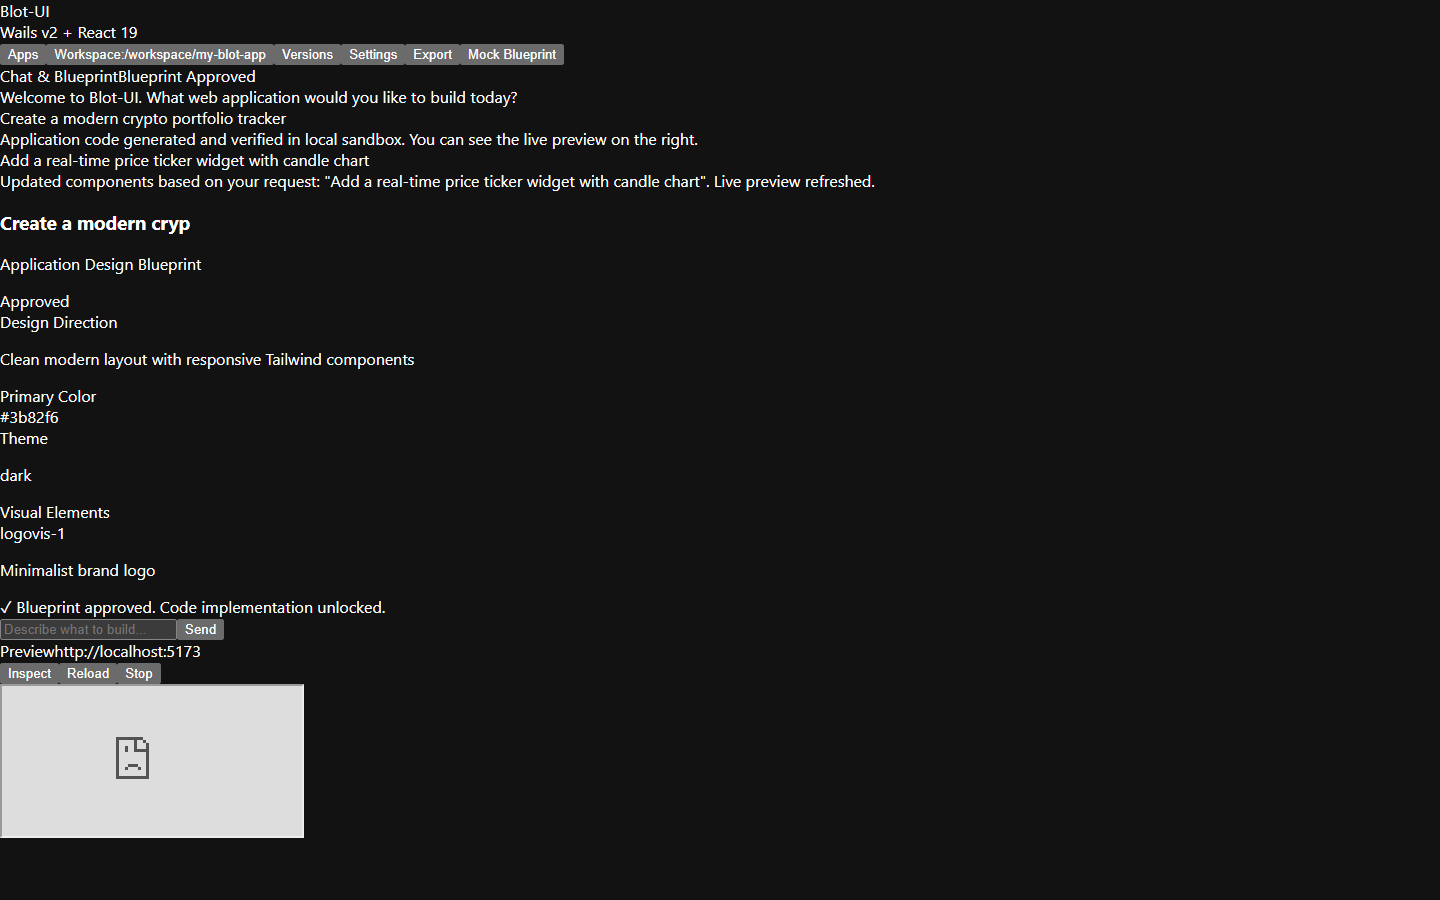 Blot-UI
Wails v2 + React 19
Apps Workspace:/workspace/my-blot-app Versions Settings Export Mock Blueprint
Chat & BlueprintBlueprint Approved
Welcome to Blot-UI. What web application would you like to build today?
Create a modern crypto portfolio tracker
Application code generated and verified in local sandbox. You can see the live preview on the right.
Add a real-time price ticker widget with candle chart
Updated components based on your request: "Add a real-time price ticker widget with candle chart". Live preview refreshed.
Create a modern cryp
Application Design Blueprint
Approved
Design Direction
Clean modern layout with responsive Tailwind components
Primary Color
#3b82f6
Theme
dark
Visual Elements
logovis-1
Minimalist brand logo
✓ Blueprint approved. Code implementation unlocked.
Describe what to build... Send
Previewhttp://localhost:5173
Inspect Reload Stop